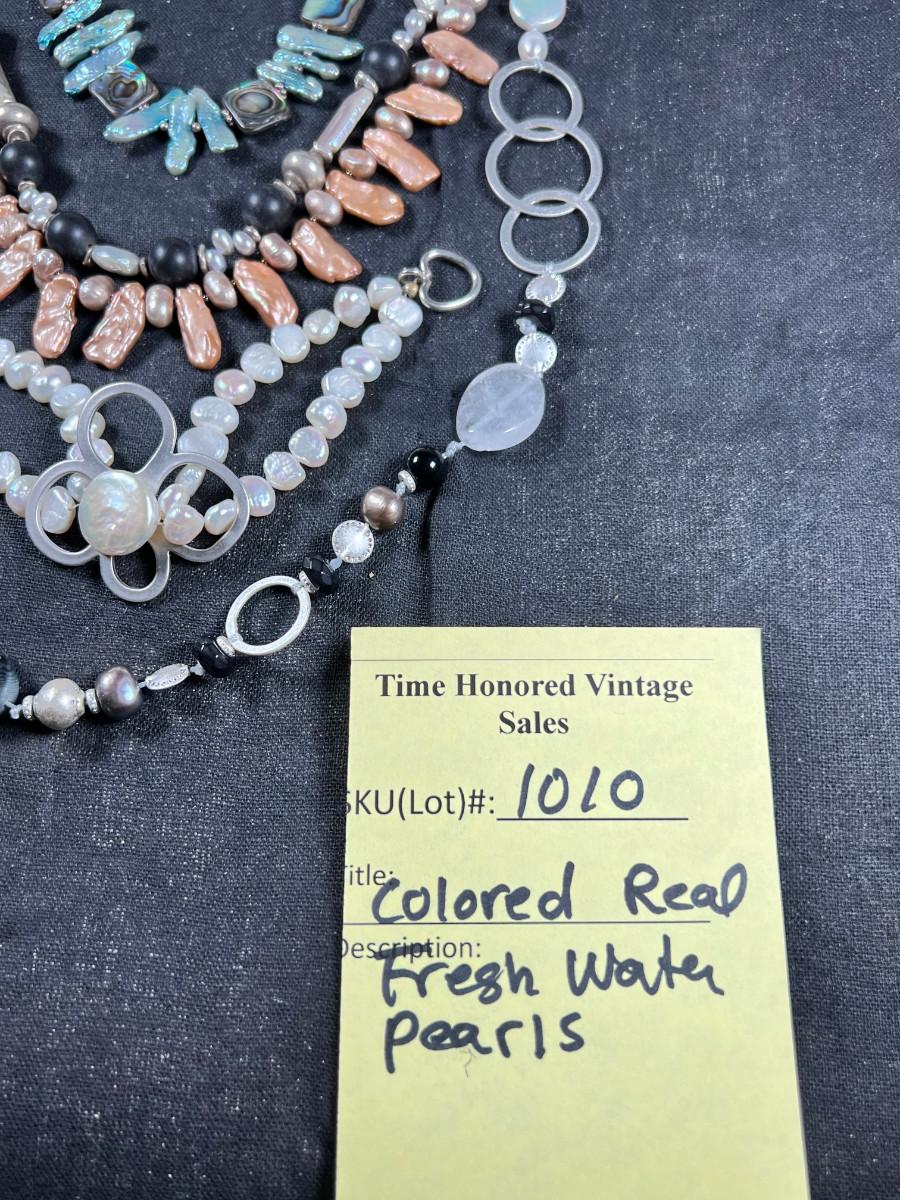 Time Honored Vintage
Sales
SKU(Lot)#: 1010
Title:
Colored Real
Description:
Fresh Water
Pearls